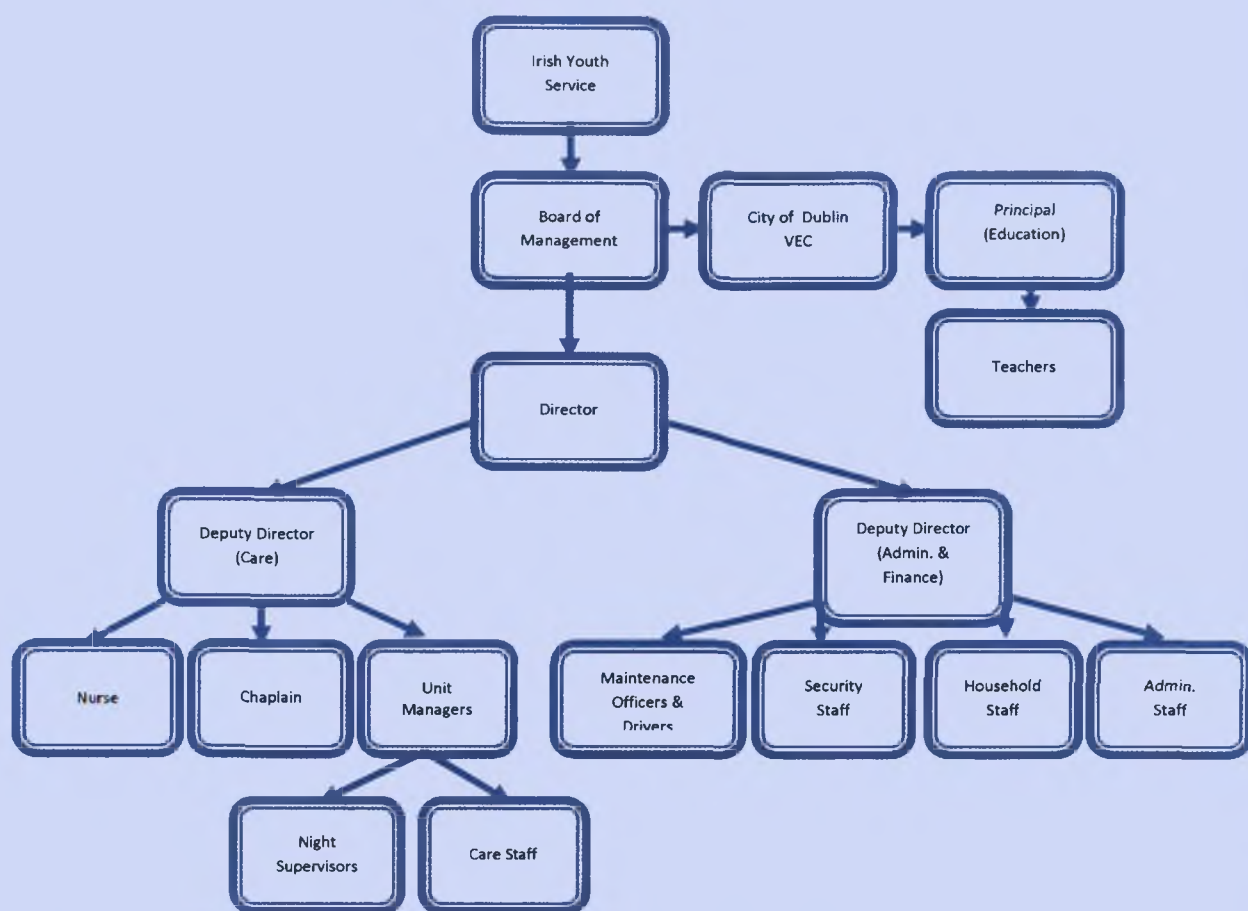 Irish Youth
Service
Board of
Management
City of Dublin
VEC
Principal
(Education)
Teachers
Director
Deputy Director
(Care)
Deputy Director
(Admin. &
Finance)
Nurse
Chaplain
Unit
Managers
Maintenance
Officers &
Drivers
Security
Staff
Household
Staff
Admin.
Staff
Night
Supervisors
Care Staff